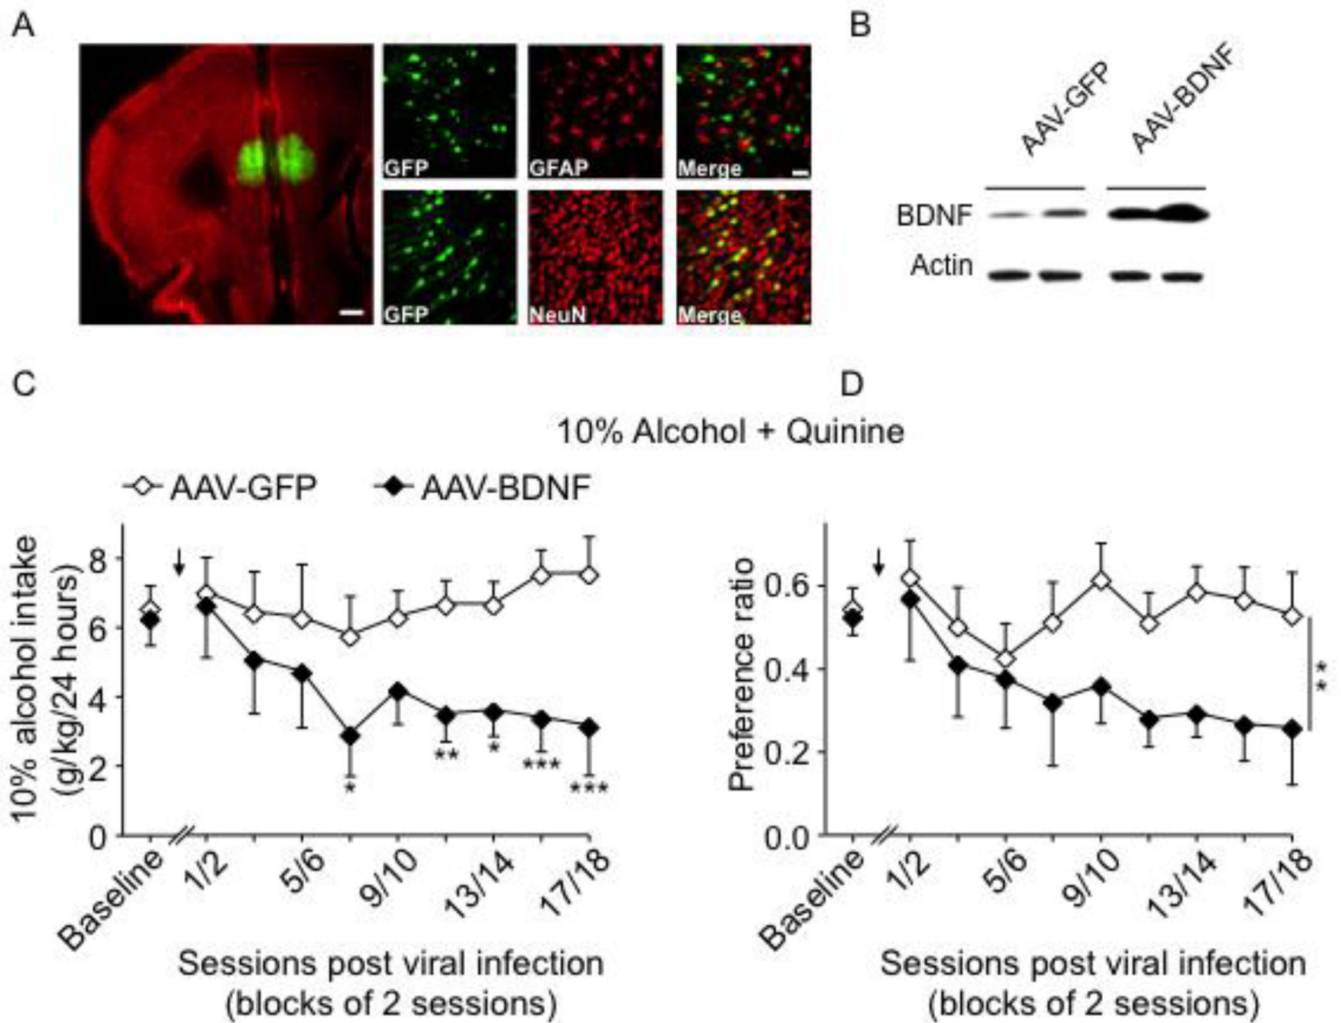 A
B
GFP
GFAP
Merge
GFP
NeuN
Merge
AAV-GFP
AAV-BDNF
BDNF
Actin
C
D
10% Alcohol + Quinine
AAV-GFP
AAV-BDNF
10% alcohol intake
(g/kg/24 hours)
8
6
4
2
0
*
**
*
***
***
Baseline
1/2
5/6
9/10
13/14
17/18
Sessions post viral infection
(blocks of 2 sessions)
Preference ratio
0.6
0.4
0.2
0.0
**
Baseline
1/2
5/6
9/10
13/14
17/18
Sessions post viral infection
(blocks of 2 sessions)